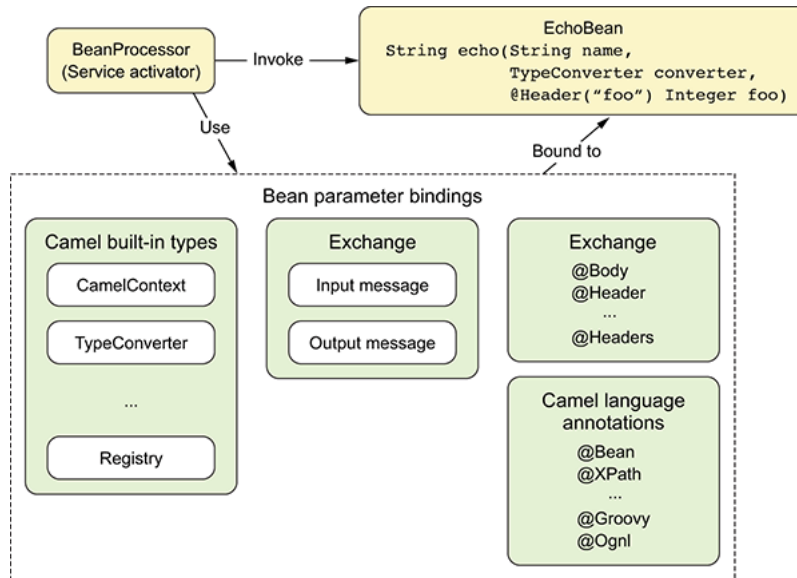 BeanProcessor
(Service activator)
Invoke
EchoBean
String echo(String name,
TypeConverter converter,
@Header(“foo”) Integer foo)
Use
Bound to
Bean parameter bindings
Camel built-in types
CamelContext
TypeConverter
...
Registry
Exchange
Input message
Output message
Exchange
@Body
@Header
...
@Headers
Camel language
annotations
@Bean
@XPath
...
@Groovy
@Ognl